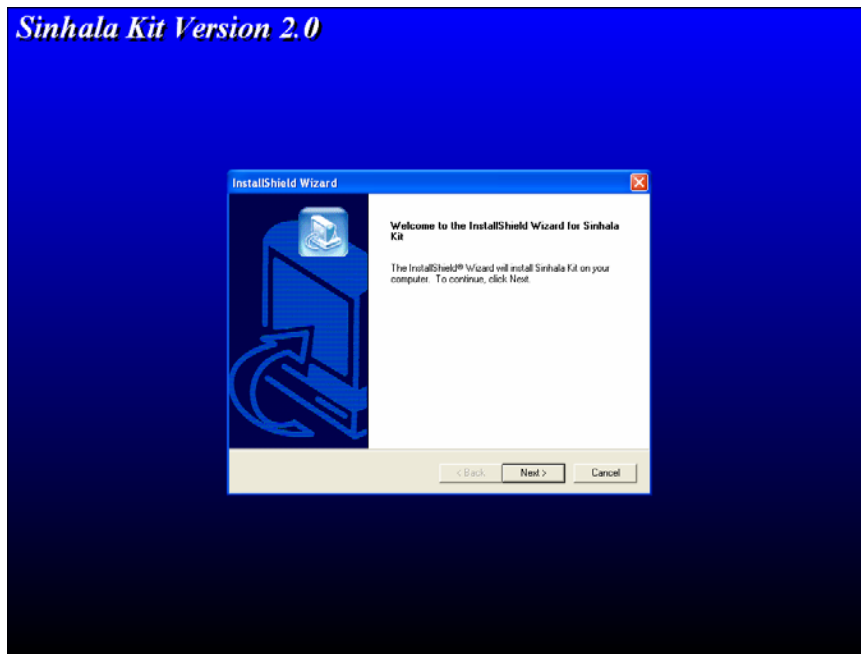 Sinhala Kit Version 2.0
InstallShield Wizard
Welcome to the InstallShield Wizard for Sinhala
Kit
The InstallShield® Wizard will install Sinhala Kit on your
computer. To continue, click Next.
< Back Next > Cancel